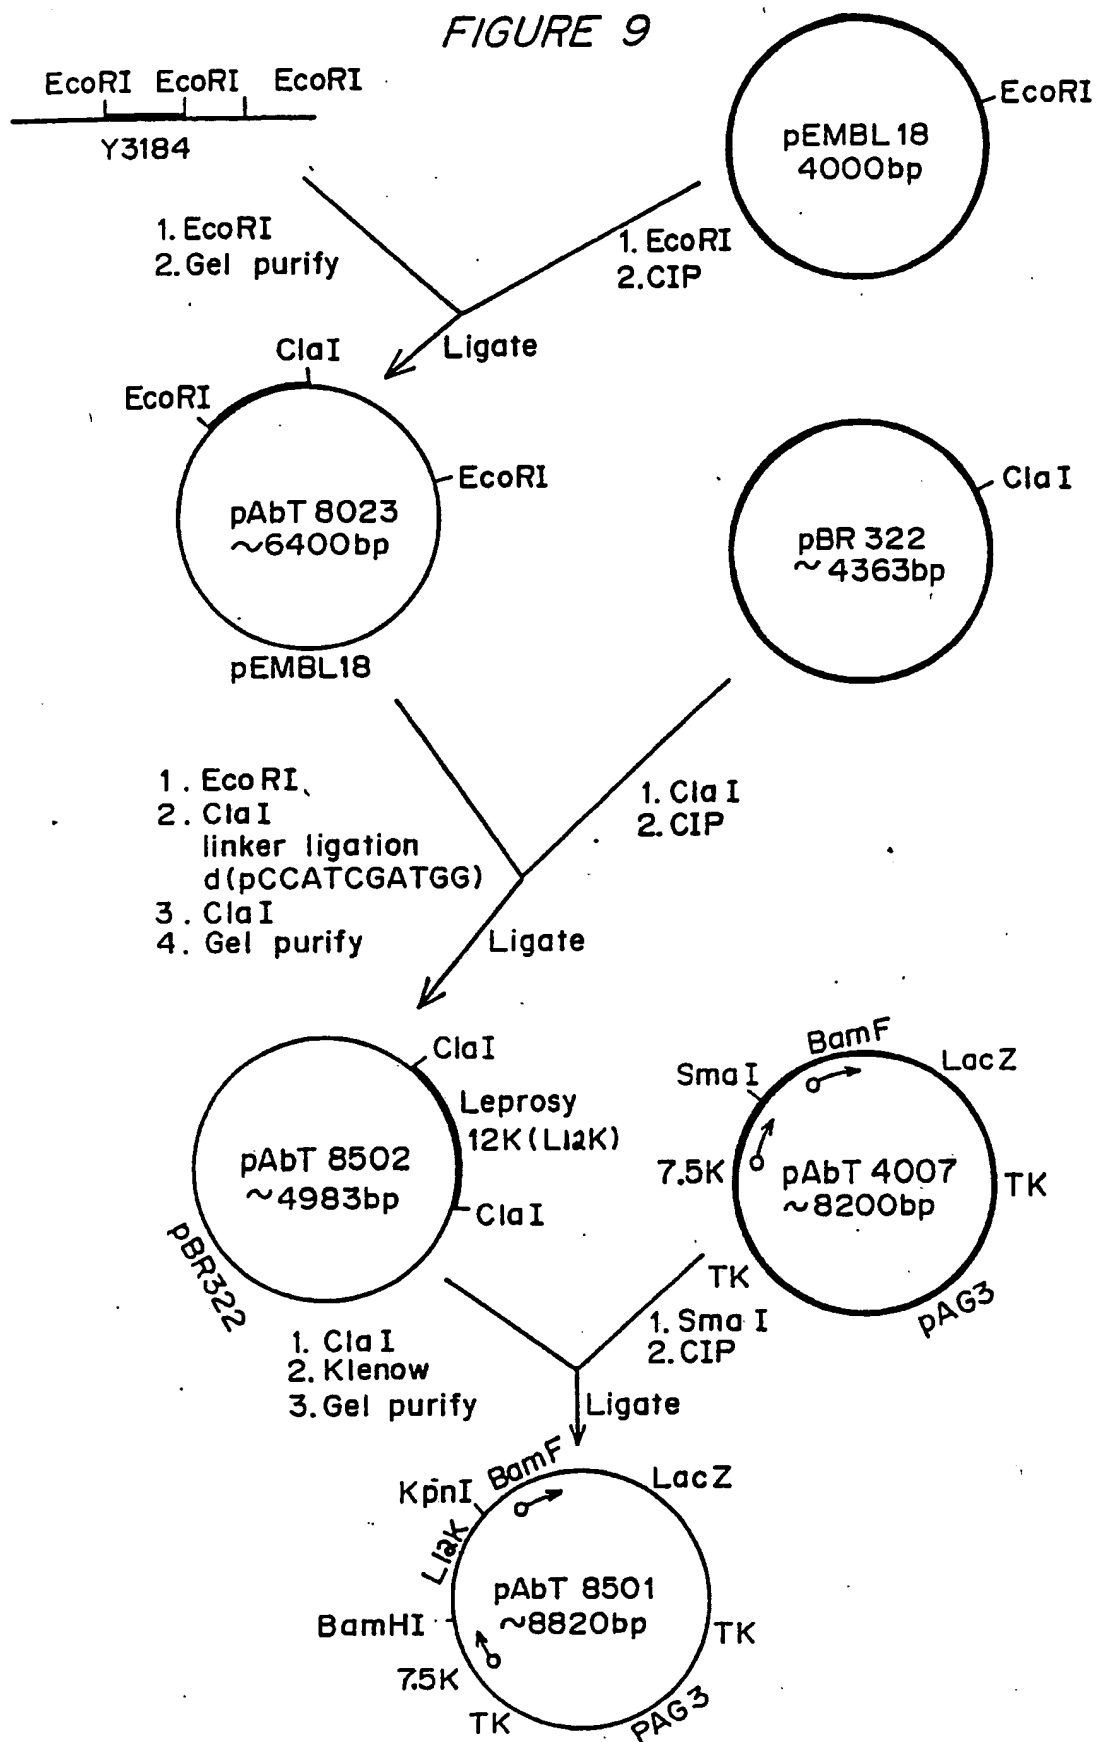 FIGURE 9
EcoRI EcoRI EcoRI
Y3184
EcoRI
pEMBL18
4000bp
1. EcoRI
2. Gel purify
1. EcoRI
2. CIP
Ligate
ClaI
EcoRI
EcoRI
pAbT 8023
~6400bp
pEMBL18
ClaI
pBR 322
~4363bp
1. EcoRI
2. ClaI
linker ligation
d(pCCATCGATGG)
3. ClaI
4. Gel purify
1. ClaI
2. CIP
Ligate
ClaI
Leprosy
12K (L12K)
ClaI
pAbT 8502
~4983bp
pBR322
BamF
SmaI
LacZ
7.5K
pAbT 4007
~8200bp
TK
TK
pAG3
1. ClaI
2. Klenow
3. Gel purify
1. SmaI
2. CIP
Ligate
BamF
KpnI
LacZ
L12K
pAbT 8501
~8820bp
BamHI
TK
7.5K
TK
PAG3